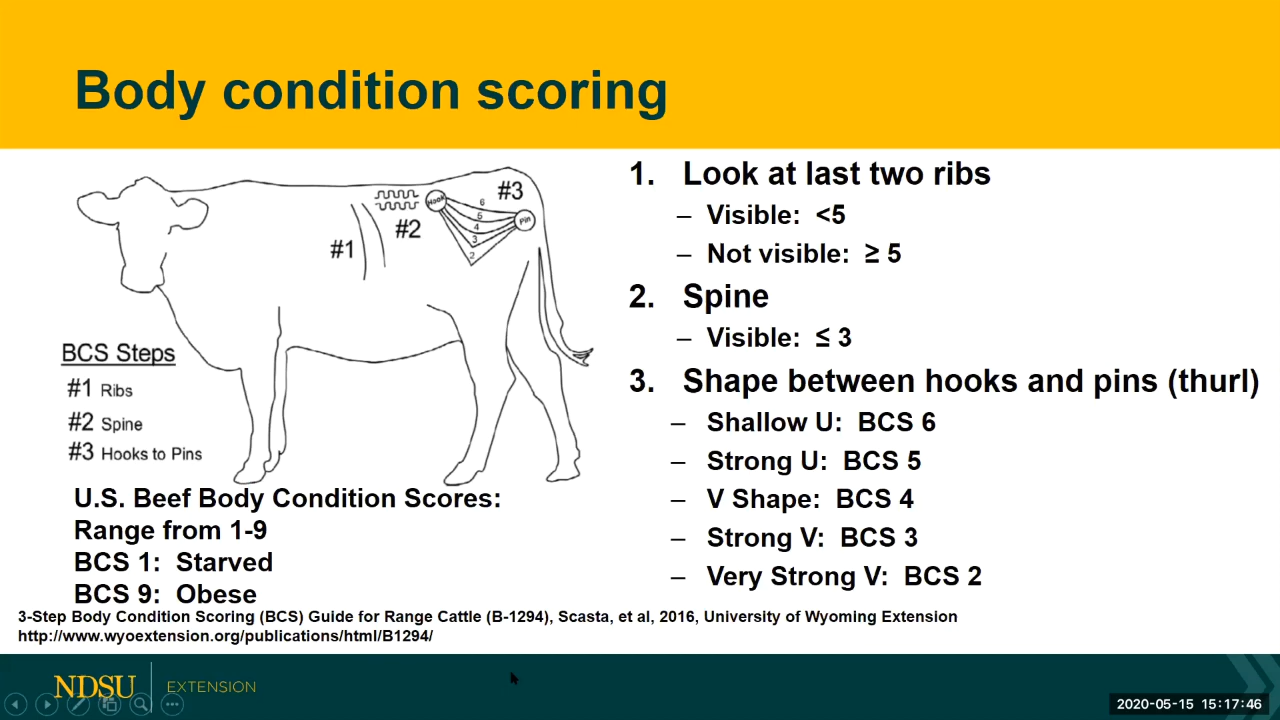 Body condition scoring
#3
Hook
6
5
4
3
2
Pin
#2
#1
BCS Steps
#1 Ribs
#2 Spine
#3 Hooks to Pins
U.S. Beef Body Condition Scores:
Range from 1-9
BCS 1: Starved
BCS 9: Obese
1. Look at last two ribs
– Visible: <5
– Not visible: ≥ 5
2. Spine
– Visible: ≤ 3
3. Shape between hooks and pins (thurl)
– Shallow U: BCS 6
– Strong U: BCS 5
– V Shape: BCS 4
– Strong V: BCS 3
– Very Strong V: BCS 2
3-Step Body Condition Scoring (BCS) Guide for Range Cattle (B-1294), Scasta, et al, 2016, University of Wyoming Extension
http://www.wyoextension.org/publications/html/B1294/
NDSU EXTENSION
2020-05-15 15:17:46